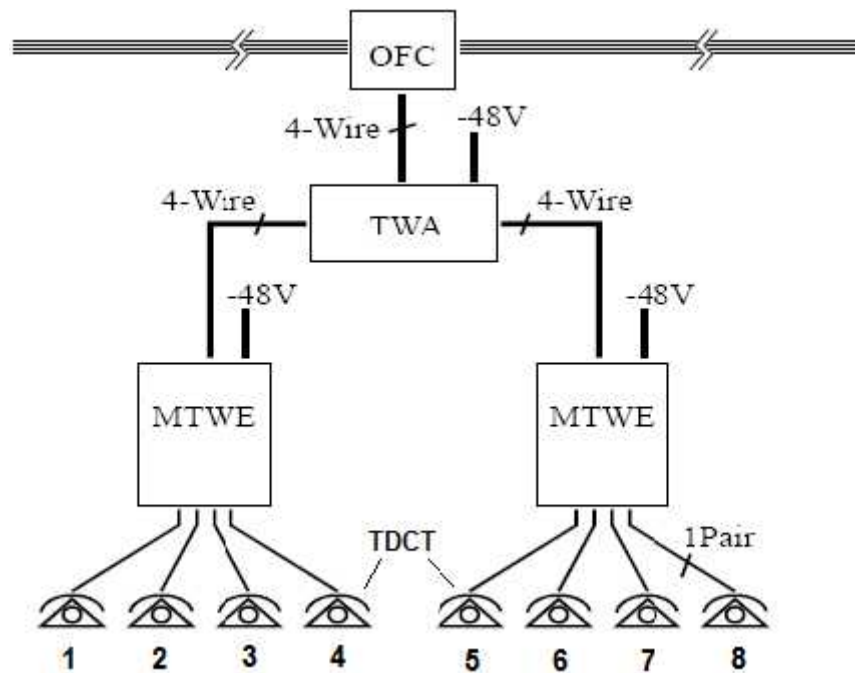 OFC
4-Wire
-48V
4-Wire
TWA
4-Wire
-48V
-48V
MTWE
MTWE
TDCT
1Pair
1 2 3 4 5 6 7 8